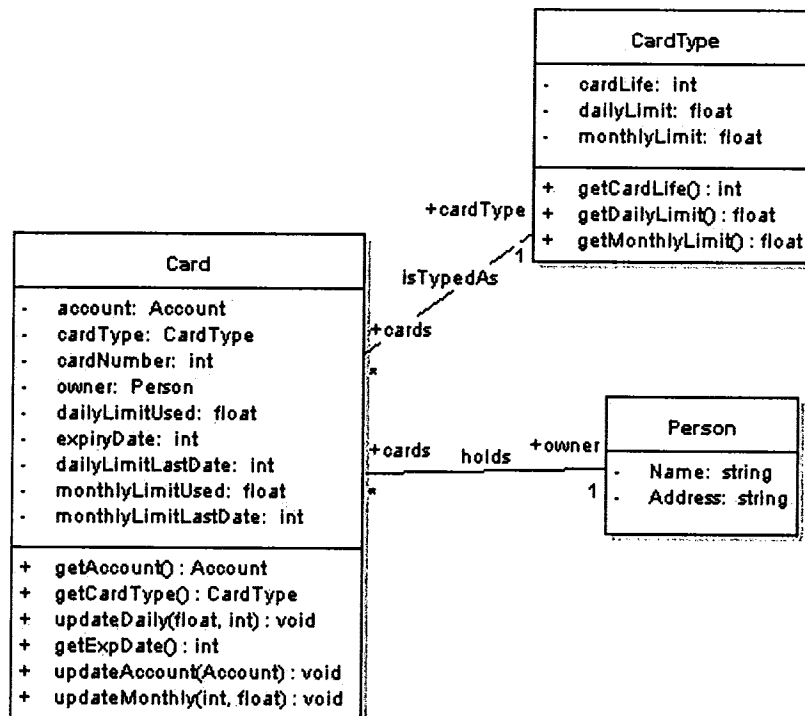 CardType
- cardLife: int
- dailyLimit: float
- monthlyLimit: float
+ getCardLife() : int
+ getDailyLimit() : float
+ getMonthlyLimit() : float
+cardType
1
isTypedAs
+cards
*
Card
- account: Account
- cardType: CardType
- cardNumber: int
- owner: Person
- dailyLimitUsed: float
- expiryDate: int
- dailyLimitLastDate: int
- monthlyLimitUsed: float
- monthlyLimitLastDate: int
+ getAccount() : Account
+ getCardType() : CardType
+ updateDaily(float, int) : void
+ getExpDate() : int
+ updateAccount(Account) : void
+ updateMonthly(int, float) : void
+cards
*
holds
+owner
1
Person
- Name: string
- Address: string